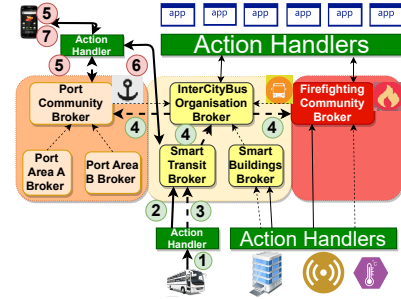 5
7
Action
Handler
app
app
app
app
app
app
Action Handlers
5
6
Port
Community
Broker
InterCityBus
Organisation
Broker
Firefighting
Community
Broker
4
4
4
Port
Area A
Broker
Port Area
B Broker
Smart
Transit
Broker
Smart
Buildings
Broker
2
3
Action
Handler
Action Handlers
1